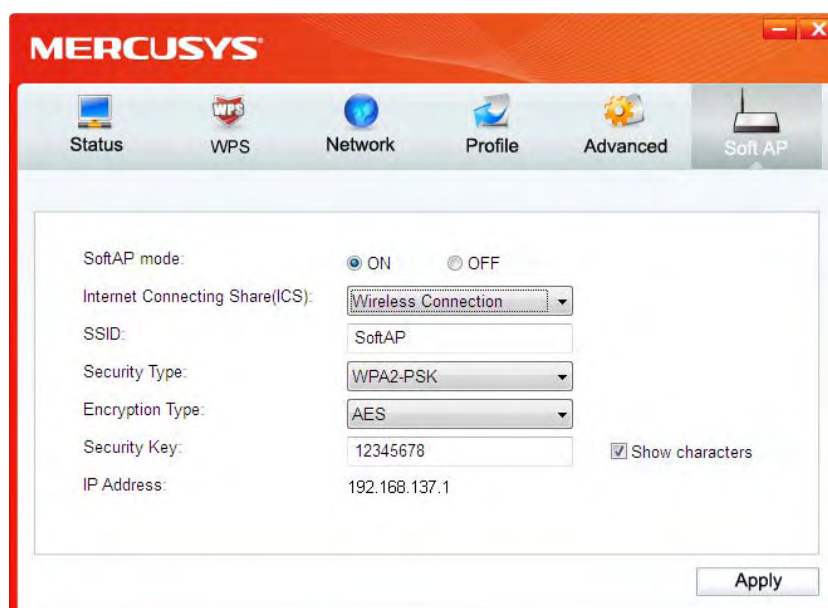 MERCUSYS
Status WPS Network Profile Advanced Soft AP
SoftAP mode: ON OFF
Internet Connecting Share(ICS): Wireless Connection
SSID: SoftAP
Security Type: WPA2-PSK
Encryption Type: AES
Security Key: 12345678 Show characters
IP Address: 192.168.137.1
Apply